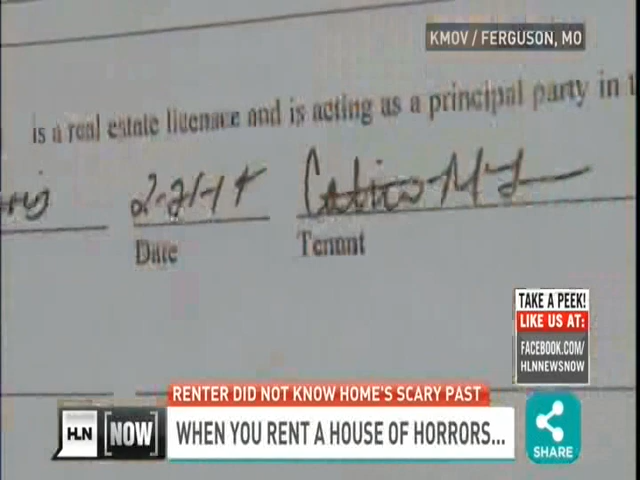 KMOV / FERGUSON, MO
is a real estate licensee and is acting as a principal party in t
2-21-14
Date
Tenant
TAKE A PEEK!
LIKE US AT:
FACEBOOK.COM/
HLNNEWSNOW
RENTER DID NOT KNOW HOME'S SCARY PAST
HLN [NOW] WHEN YOU RENT A HOUSE OF HORRORS...
SHARE